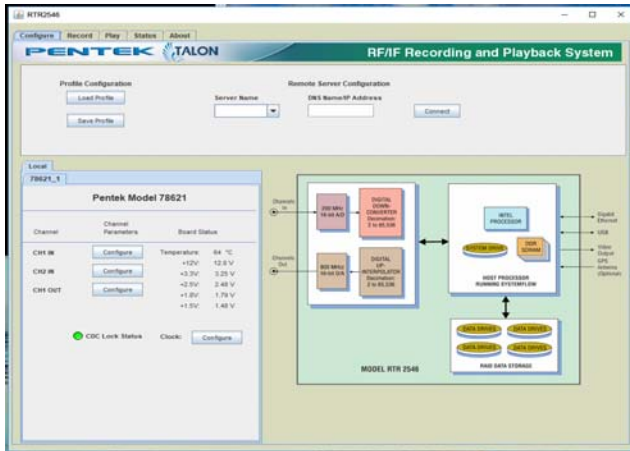 RTR2546
Configure Record Play Status About
PENTEK TALON RF/IF Recording and Playback System
Profile Configuration Remote Server Configuration
Load Profile Server Name DNS Name/IP Address
Connect
Save Profile
Local
78621_1
Pentek Model 78621
Channel Channel Parameters Board Status
CH1 IN Configure Temperature: 64 °C
+12V: 12.0 V
CH2 IN Configure +3.3V: 3.25 V
+2.5V: 2.48 V
CH1 OUT Configure +1.8V: 1.79 V
+1.5V: 1.48 V
CDC Lock Status Clock: Configure
Channels In
200 MHz 16-bit A/D
DIGITAL DOWN-CONVERTER Decimation: 2 to 65,536
Channels Out
800 MHz 16-bit D/A
DIGITAL UP-INTERPOLATOR Decimation: 2 to 65,536
INTEL PROCESSOR
SYSTEM DRIVE
DDR SDRAM
HOST PROCESSOR RUNNING SYSTEMFLOW
Gigabit Ethernet
USB
Video Output
GPS Antenna (Optional)
DATA DRIVES DATA DRIVES
DATA DRIVES DATA DRIVES
RAID DATA STORAGE
MODEL RTR 2546